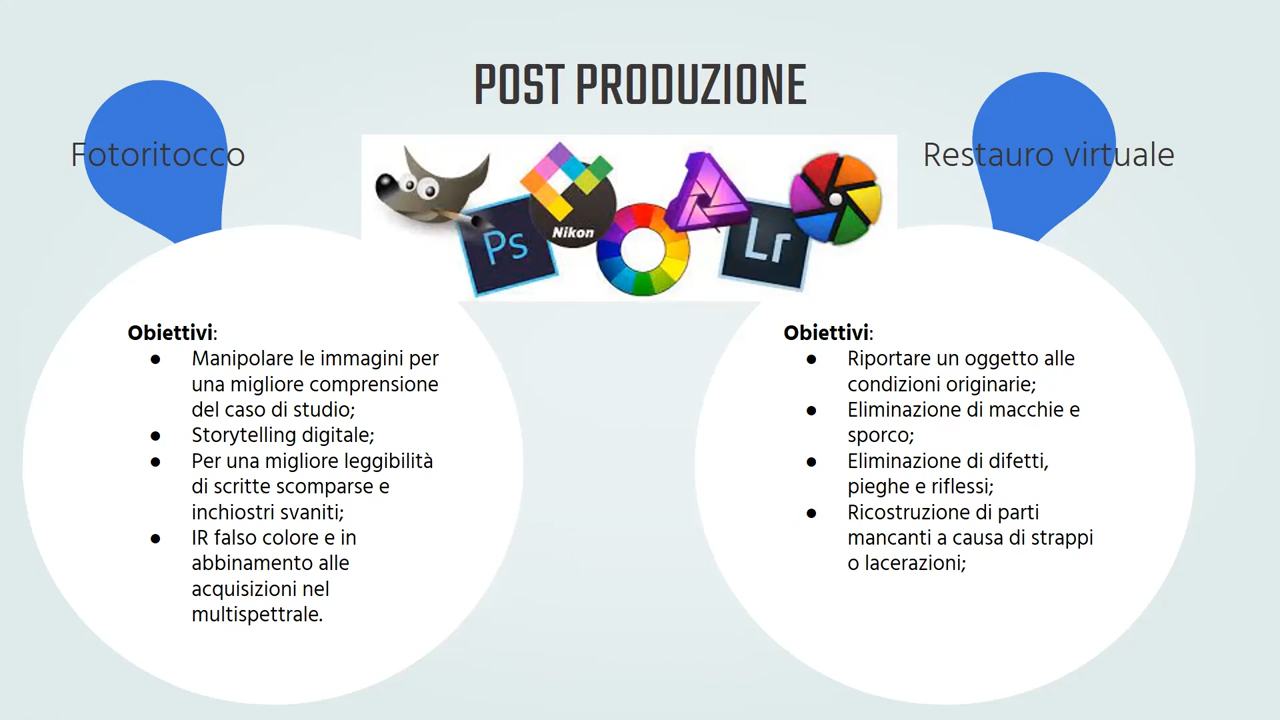 POST PRODUZIONE
Fotoritocco
Restauro virtuale
Nikon
Ps
Lr
Obiettivi:
● Manipolare le immagini per
una migliore comprensione
del caso di studio;
● Storytelling digitale;
● Per una migliore leggibilità
di scritte scomparse e
inchiostri svaniti;
● IR falso colore e in
abbinamento alle
acquisizioni nel
multispettrale.
Obiettivi:
● Riportare un oggetto alle
condizioni originarie;
● Eliminazione di macchie e
sporco;
● Eliminazione di difetti,
pieghe e riflessi;
● Ricostruzione di parti
mancanti a causa di strappi
o lacerazioni;